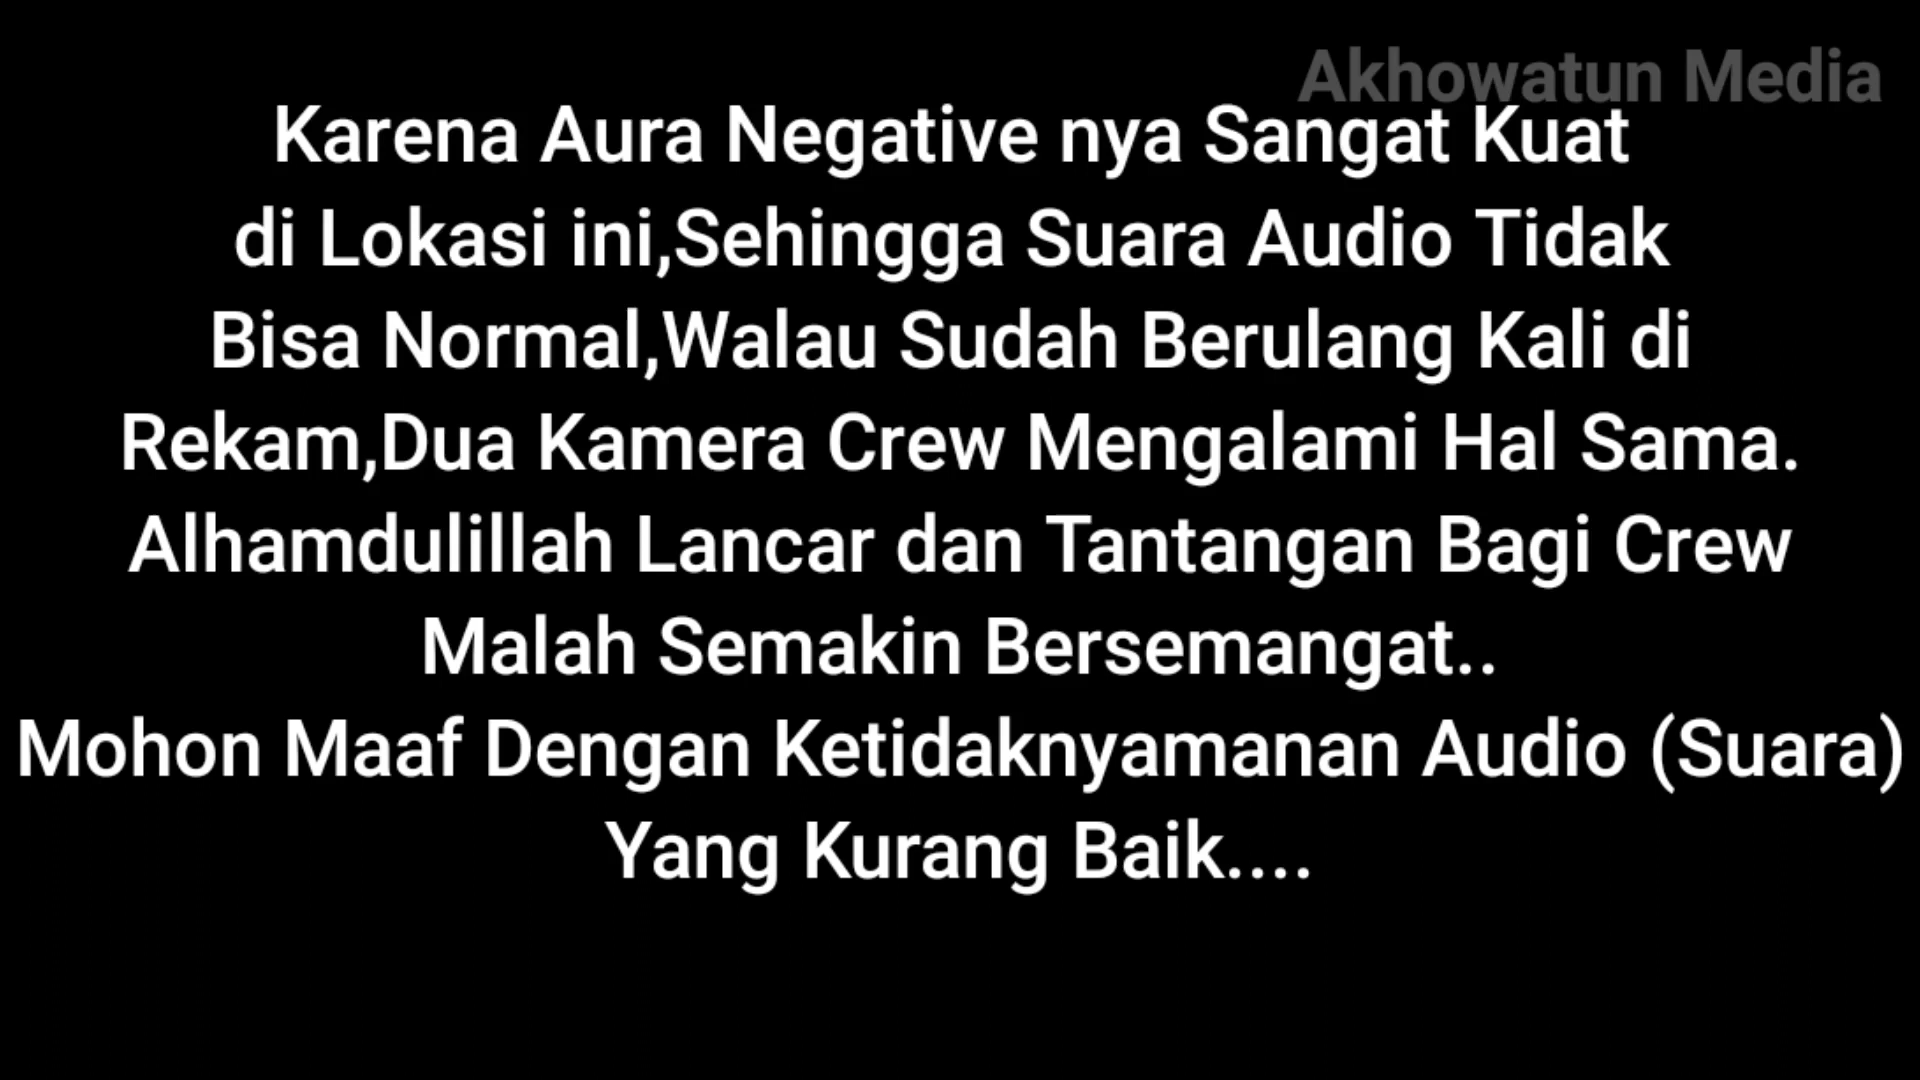 Akhowatun Media
Karena Aura Negative nya Sangat Kuat
di Lokasi ini,Sehingga Suara Audio Tidak
Bisa Normal,Walau Sudah Berulang Kali di
Rekam,Dua Kamera Crew Mengalami Hal Sama.
Alhamdulillah Lancar dan Tantangan Bagi Crew
Malah Semakin Bersemangat..
Mohon Maaf Dengan Ketidaknyamanan Audio (Suara)
Yang Kurang Baik....